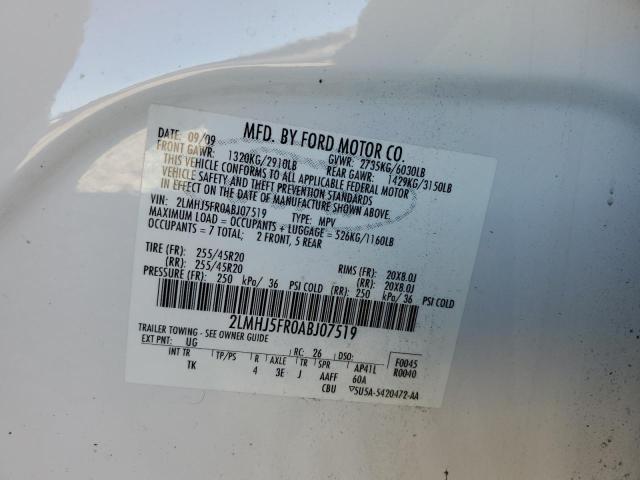 MFD. BY FORD MOTOR CO.
DATE: 09/09 GVWR: 2735KG/6030LB
FRONT GAWR: 1320KG/2910LB REAR GAWR: 1429KG/3150LB
THIS VEHICLE CONFORMS TO ALL APPLICABLE FEDERAL MOTOR
VEHICLE SAFETY AND THEFT PREVENTION STANDARDS
IN EFFECT ON THE DATE OF MANUFACTURE SHOWN ABOVE.
VIN: 2LMHJ5FR0ABJ07519 TYPE: MPV
MAXIMUM LOAD = OCCUPANTS + LUGGAGE = 526KG/1160LB
OCCUPANTS = 7 TOTAL; 2 FRONT, 5 REAR
TIRE (FR): 255/45R20 RIMS (FR): 20X8.0J
(RR): 255/45R20 (RR): 20X8.0J
PRESSURE (FR): 250 kPa/ 36 PSI COLD (RR): 250 kPa/ 36 PSI COLD
2LMHJ5FR0ABJ07519
TRAILER TOWING - SEE OWNER GUIDE
EXT PNT: UG RC: 26 DSO: F0045
INT TR TP/PS R AXLE TR SPR AP41L R0040
TK 4 3E J AAFF 60A
CBU 5U5A-5420472-AA